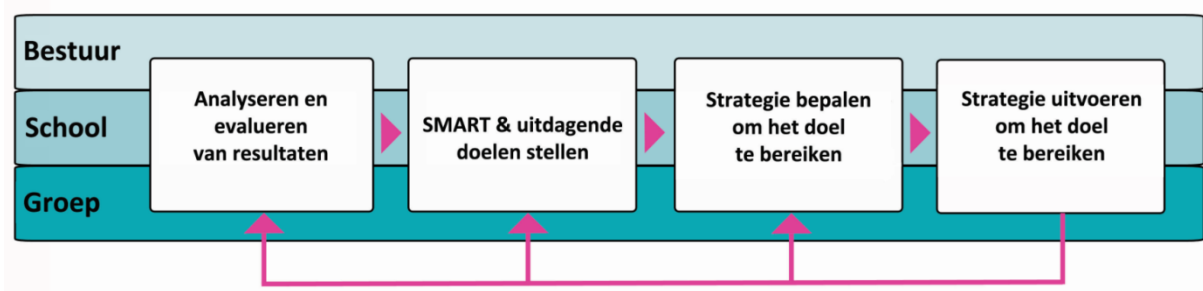 Bestuur
School
Groep
Analyseren en
evalueren
van resultaten
SMART & uitdagende
doelen stellen
Strategie bepalen
om het doel
te bereiken
Strategie uitvoeren
om het doel
te bereiken